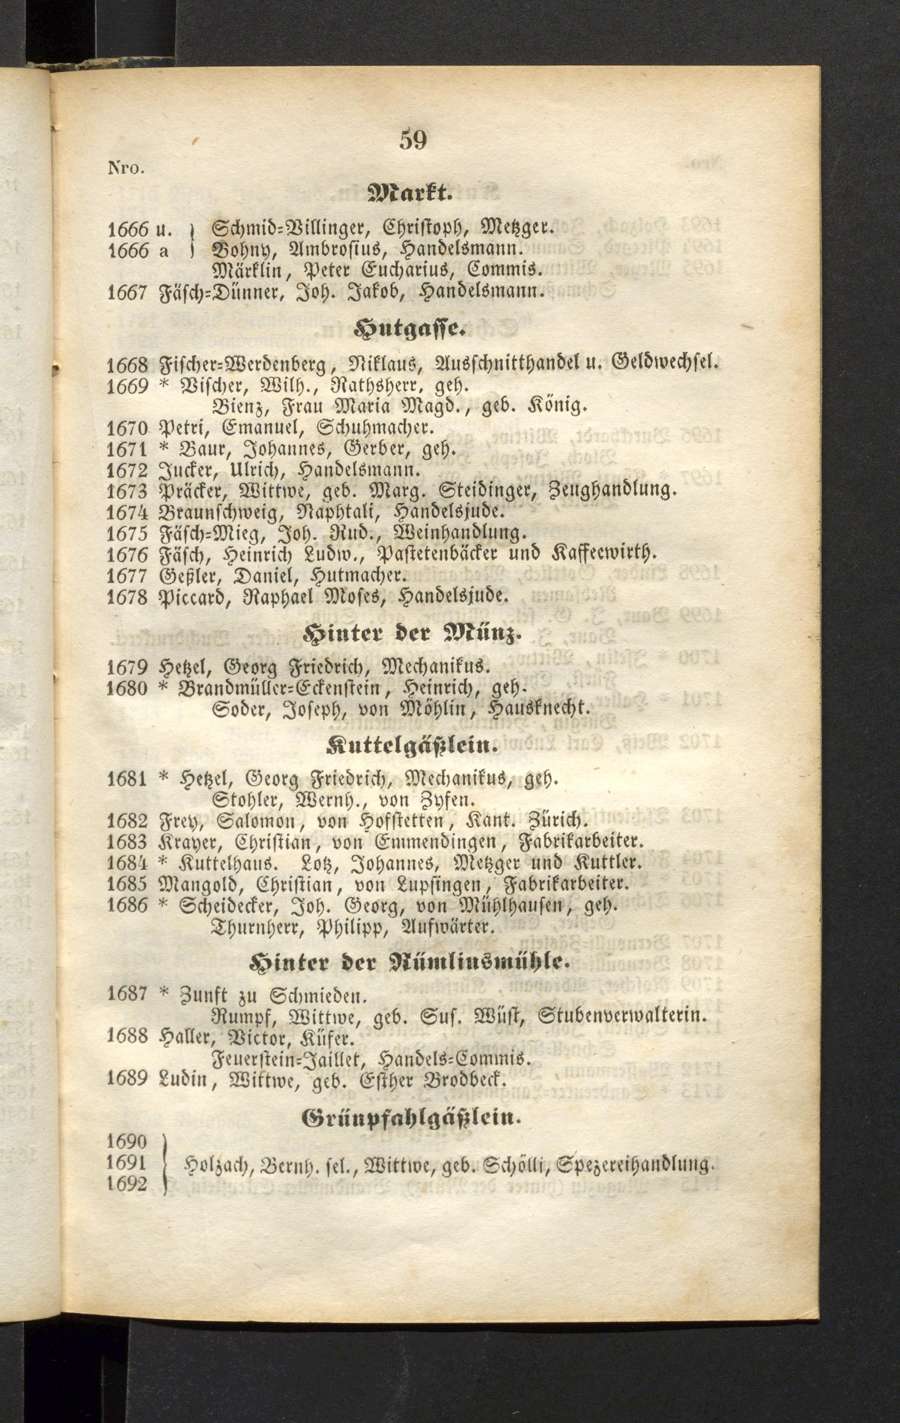 59
Nro.
Markt.
1666 u. } Schmid-Villinger, Christoph, Metzger.
1666 a } Bohny, Ambrosius, Handelsmann.
Märklin, Peter Eucharius, Commis.
1667 Fäsch-Dünner, Joh. Jakob, Handelsmann.
Hutgasse.
1668 Fischer-Werdenberg, Niklaus, Ausschnitthandel u. Geldwechsel.
1669 * Vischer, Wilh., Rathsherr, geh.
Bienz, Frau Maria Magd., geb. König.
1670 Petri, Emanuel, Schuhmacher.
1671 * Baur, Johannes, Gerber, geh.
1672 Jucker, Ulrich, Handelsmann.
1673 Präcker, Wittwe, geb. Marg. Steidinger, Zeughandlung.
1674 Braunschweig, Naphtali, Handelsjude.
1675 Fäsch-Mieg, Joh. Rud., Weinhandlung.
1676 Fäsch, Heinrich Ludw., Pastetenbäcker und Kaffeewirth.
1677 Geßler, Daniel, Hutmacher.
1678 Piccard, Raphael Moses, Handelsjude.
Hinter der Münz.
1679 Hetzel, Georg Friedrich, Mechanikus.
1680 * Brandmüller-Eckenstein, Heinrich, geh.
Soder, Joseph, von Möhlin, Hausknecht.
Kuttelgäßlein.
1681 * Hetzel, Georg Friedrich, Mechanikus, geh.
Stohler, Wernh., von Zyfen.
1682 Frey, Salomon, von Hofstetten, Kant. Zürich.
1683 Krayer, Christian, von Emmendingen, Fabrikarbeiter.
1684 * Kuttelhaus. Lotz, Johannes, Metzger und Kuttler.
1685 Mangold, Christian, von Lupsingen, Fabrikarbeiter.
1686 * Scheidecker, Joh. Georg, von Mühlhausen, geh.
Thurnherr, Philipp, Aufwärter.
Hinter der Rümlinsmühle.
1687 * Zunft zu Schmieden.
Rumpf, Wittwe, geb. Sus. Wüst, Stubenverwalterin.
1688 Haller, Victor, Küfer.
Feuerstein-Jaillet, Handels-Commis.
1689 Ludin, Wittwe, geb. Esther Brodbeck.
Grünpfahlgäßlein.
1690 }
1691 } Holzach, Bernh. sel., Wittwe, geb. Schölli, Spezereihandlung.
1692 }